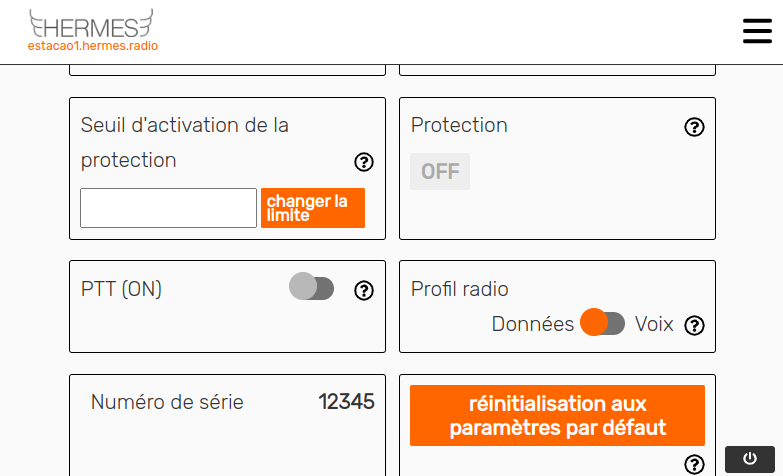 HERMES
estacao1.hermes.radio
Seuil d'activation de la
protection
?
changer la
limite
Protection
?
OFF
PTT (ON)
?
Profil radio
Données
Voix
?
Numéro de série
12345
réinitialisation aux
paramètres par défaut
?